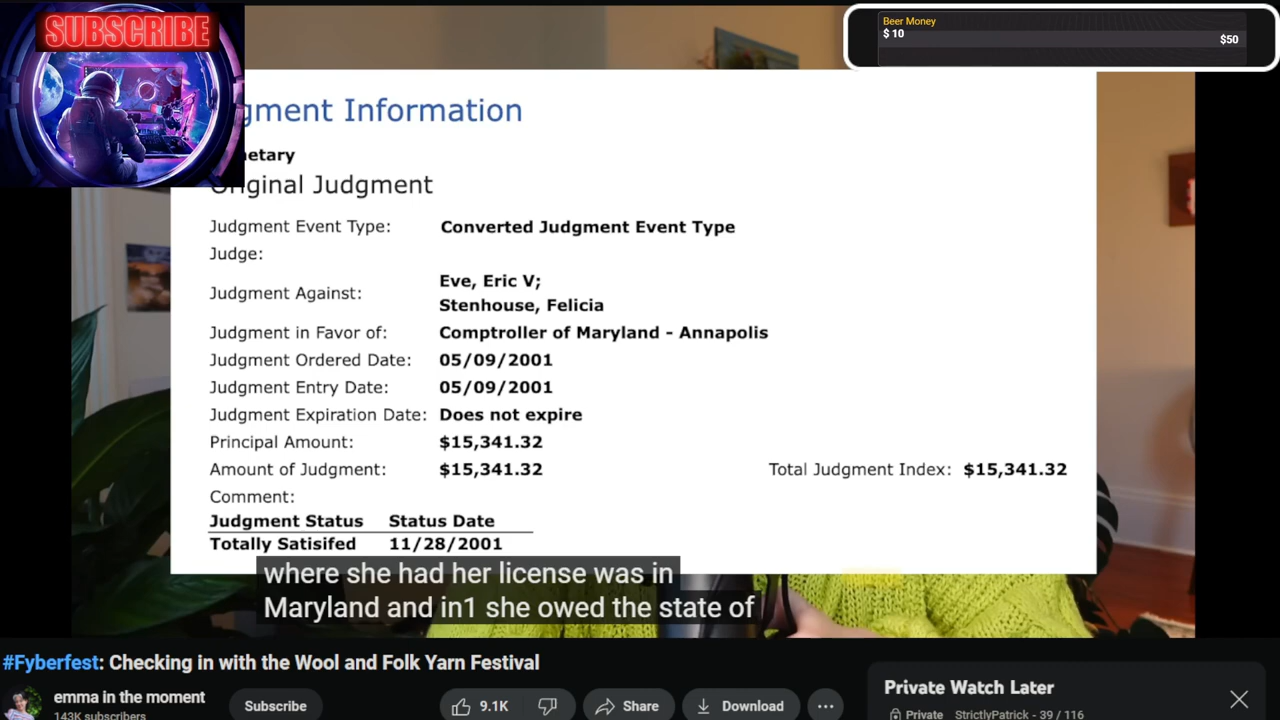 SUBSCRIBE
Beer Money
$ 10
$50
gment Information
netary
Original Judgment
Judgment Event Type: Converted Judgment Event Type
Judge:
Judgment Against: Eve, Eric V;
Stenhouse, Felicia
Judgment in Favor of: Comptroller of Maryland - Annapolis
Judgment Ordered Date: 05/09/2001
Judgment Entry Date: 05/09/2001
Judgment Expiration Date: Does not expire
Principal Amount: $15,341.32
Amount of Judgment: $15,341.32 Total Judgment Index: $15,341.32
Comment:
Judgment Status Status Date
Totally Satisifed 11/28/2001
where she had her license was in
Maryland and in1 she owed the state of
#Fyberfest: Checking in with the Wool and Folk Yarn Festival
emma in the moment
143K subscribers
Subscribe
9.1K
Share
Download
Private Watch Later
Private StrictlyPatrick - 39 / 116